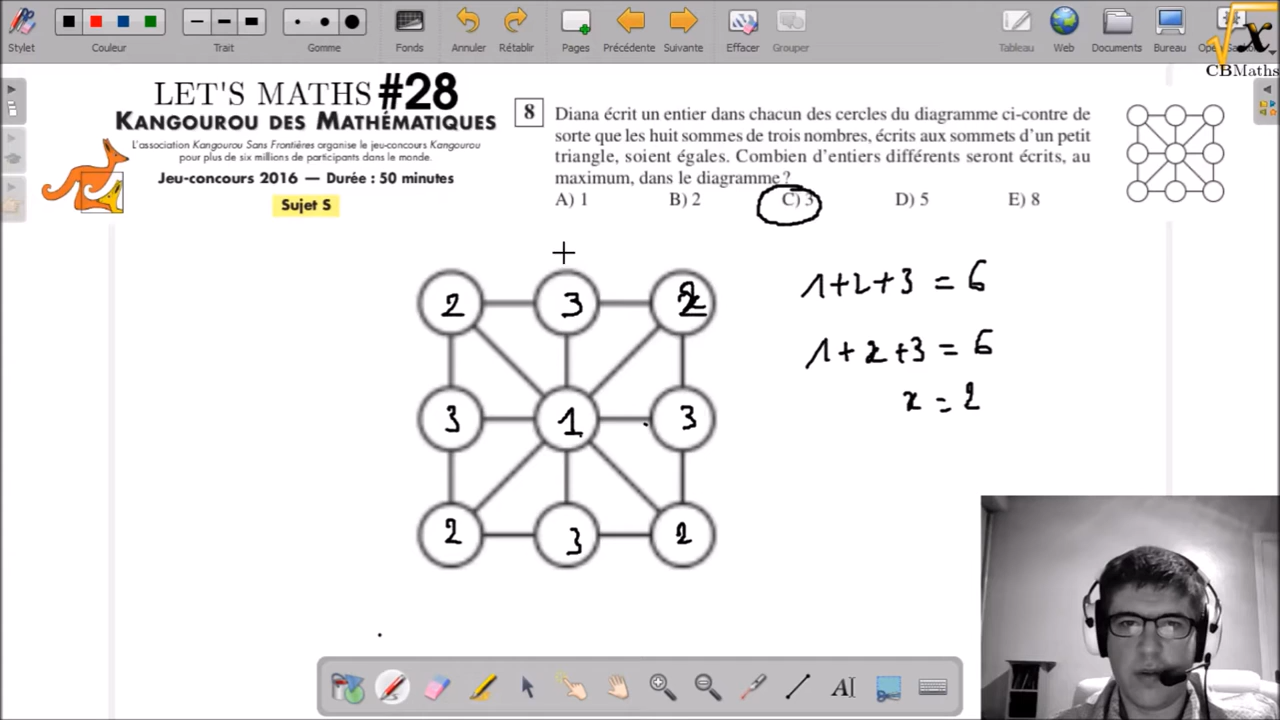 Stylet Couleur Trait Gomme Fonds Annuler Rétablir Pages Précédente Suivante Effacer Grouper Tableau Web Documents Bureau
CBMaths
LET'S MATHS #28
KANGOUROU DES MATHÉMATIQUES
L'association Kangourou Sans Frontières organise le jeu-concours Kangourou
pour plus de six millions de participants dans le monde.
Jeu-concours 2016 — Durée : 50 minutes
Sujet S
8 Diana écrit un entier dans chacun des cercles du diagramme ci-contre de
sorte que les huit sommes de trois nombres, écrits aux sommets d'un petit
triangle, soient égales. Combien d'entiers différents seront écrits, au
maximum, dans le diagramme ?
A) 1 B) 2 C) 3 D) 5 E) 8
2 3 2
3 1 3
2 3 2
1+2+3 = 6
1+x+3 = 6
x = 2